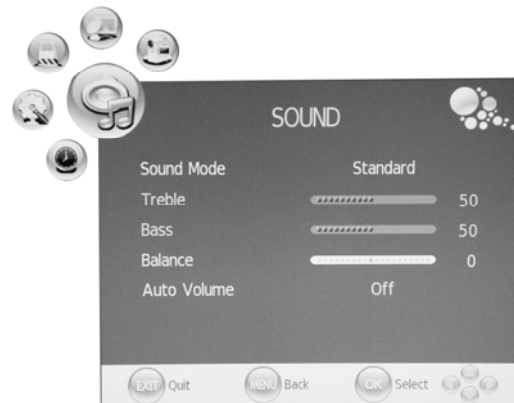 SOUND
Sound Mode Standard
Treble 50
Bass 50
Balance 0
Auto Volume Off
EXIT Quit MENU Back OK Select